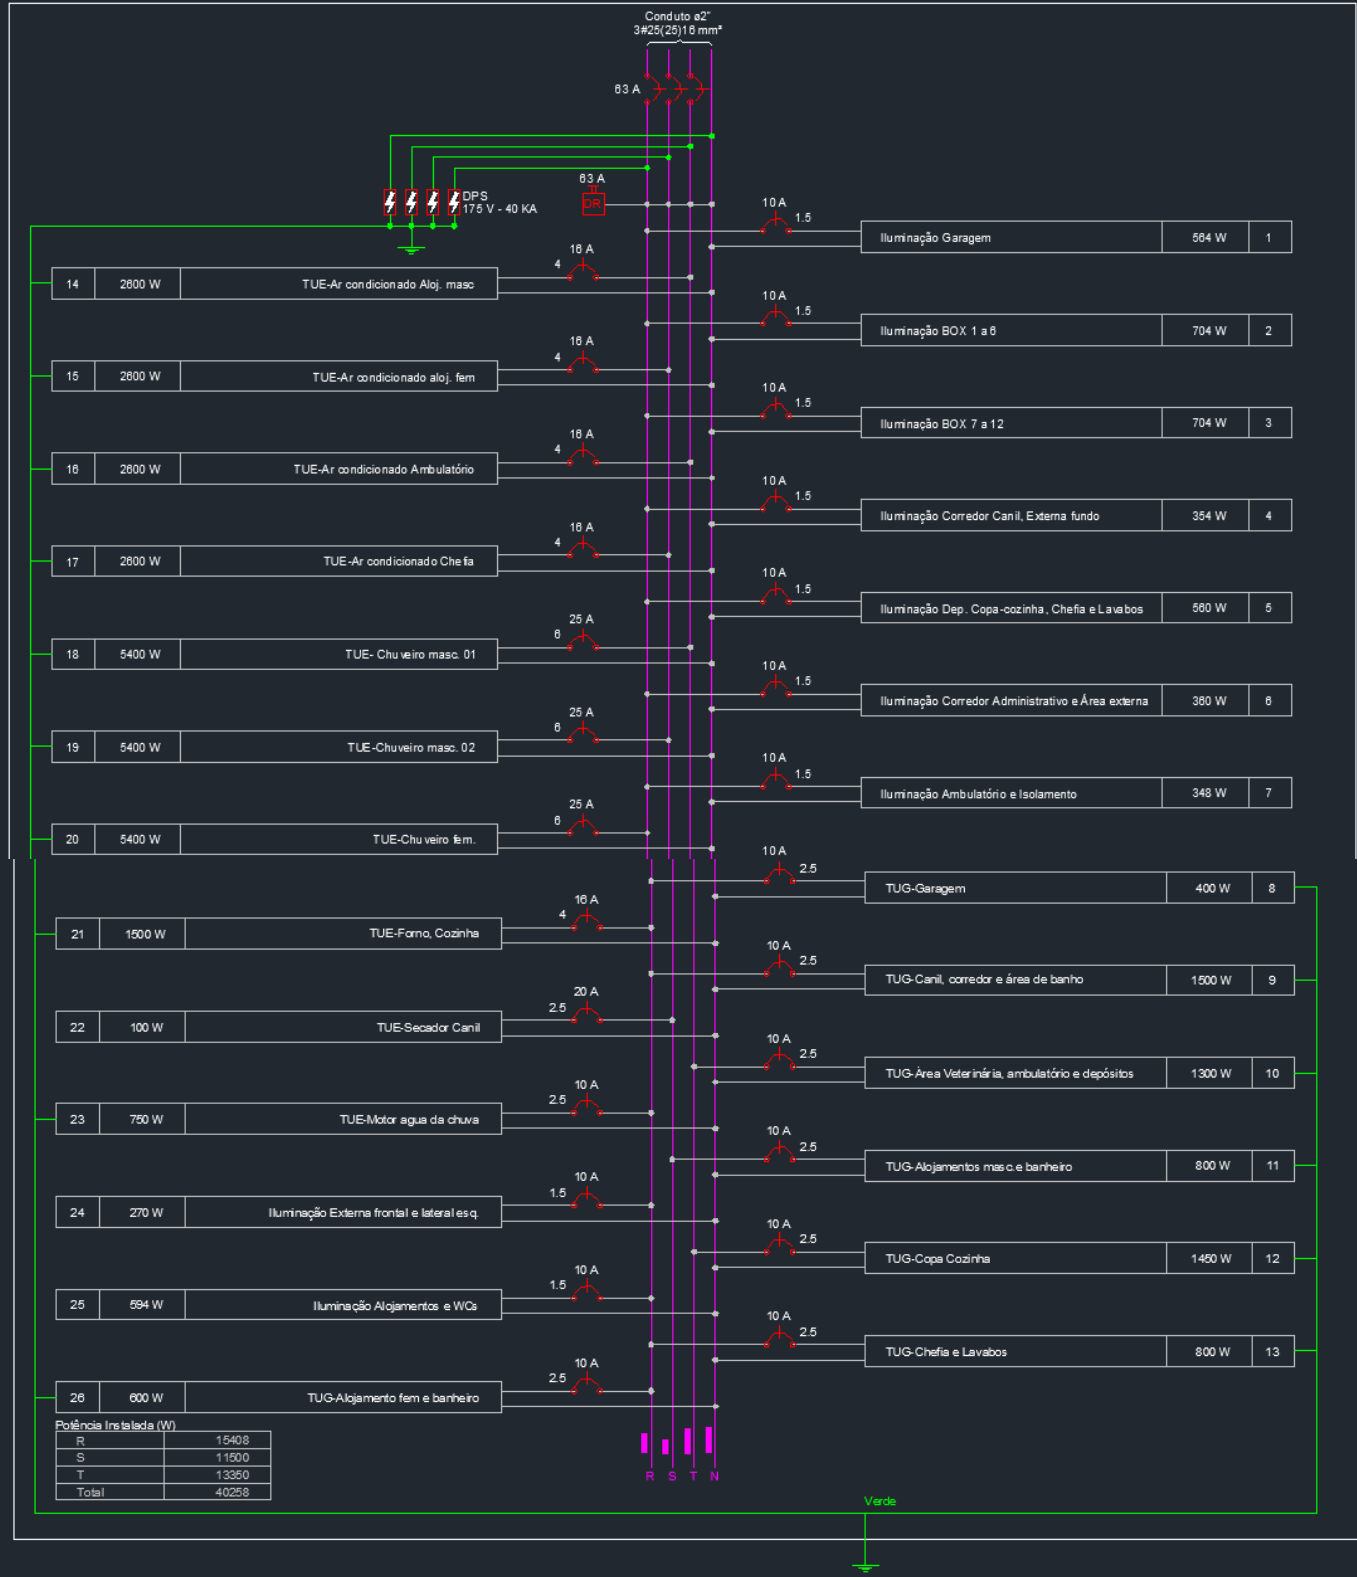 Conduto ø2"
3#25(25)16 mm²
63 A
DPS
175 V - 40 KA
63 A
DR
10 A
1.5
Iluminação Garagem 564 W 1
10 A
1.5
Iluminação BOX 1 a 6 704 W 2
10 A
1.5
Iluminação BOX 7 a 12 704 W 3
10 A
1.5
Iluminação Corredor Canil, Externa fundo 354 W 4
10 A
1.5
Iluminação Dep. Copa-cozinha, Chefia e Lavabos 560 W 5
10 A
1.5
Iluminação Corredor Administrativo e Área externa 360 W 6
10 A
1.5
Iluminação Ambulatório e Isolamento 348 W 7
10 A
2.5
TUG-Garagem 400 W 8
10 A
2.5
TUG-Canil, corredor e área de banho 1500 W 9
10 A
2.5
TUG-Área Veterinária, ambulatório e depósitos 1300 W 10
10 A
2.5
TUG-Alojamentos masc.e banheiro 800 W 11
10 A
2.5
TUG-Copa Cozinha 1450 W 12
10 A
2.5
TUG-Chefia e Lavabos 800 W 13
16 A
4
14 2600 W TUE-Ar condicionado Aloj. masc
16 A
4
15 2600 W TUE-Ar condicionado aloj. fem
16 A
4
16 2600 W TUE-Ar condicionado Ambulatório
16 A
4
17 2600 W TUE-Ar condicionado Chefia
25 A
6
18 5400 W TUE- Chuveiro masc. 01
25 A
6
19 5400 W TUE-Chuveiro masc. 02
25 A
6
20 5400 W TUE-Chuveiro fem.
16 A
4
21 1500 W TUE-Forno, Cozinha
20 A
2.5
22 100 W TUE-Secador Canil
10 A
2.5
23 750 W TUE-Motor agua da chuva
10 A
1.5
24 270 W Iluminação Externa frontal e lateral esq.
10 A
1.5
25 594 W Iluminação Alojamentos e WCs
10 A
2.5
26 600 W TUG-Alojamento fem e banheiro
Potência Instalada (W)
R 15408
S 11500
T 13350
Total 40258
R S T N
Verde